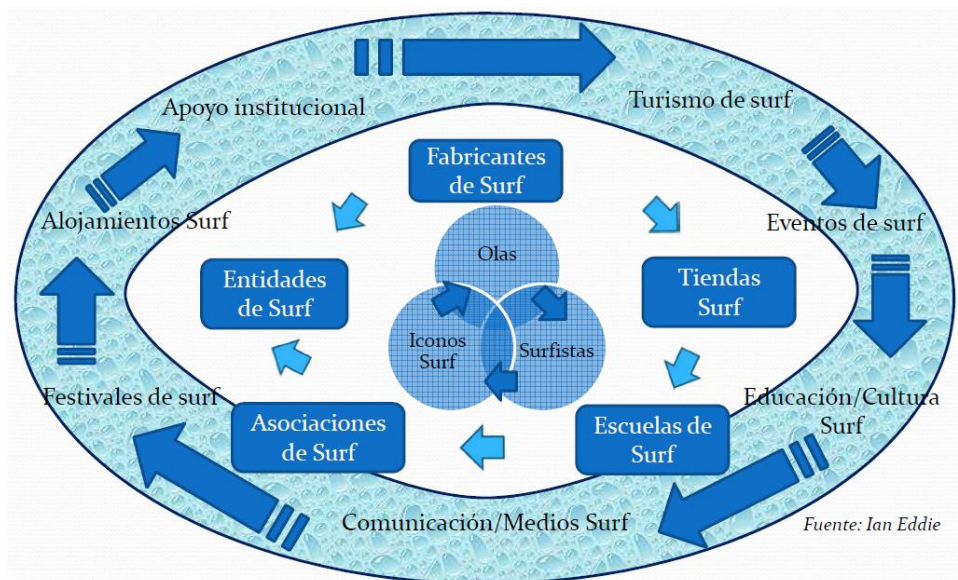 Apoyo institucional
Turismo de surf
Fabricantes
de Surf
Alojamientos Surf
Eventos de surf
Olas
Entidades
de Surf
Tiendas
Surf
Iconos
Surf
Surfistas
Festivales de surf
Educación/Cultura
Surf
Asociaciones
de Surf
Escuelas de
Surf
Comunicación/Medios Surf
Fuente: Ian Eddie